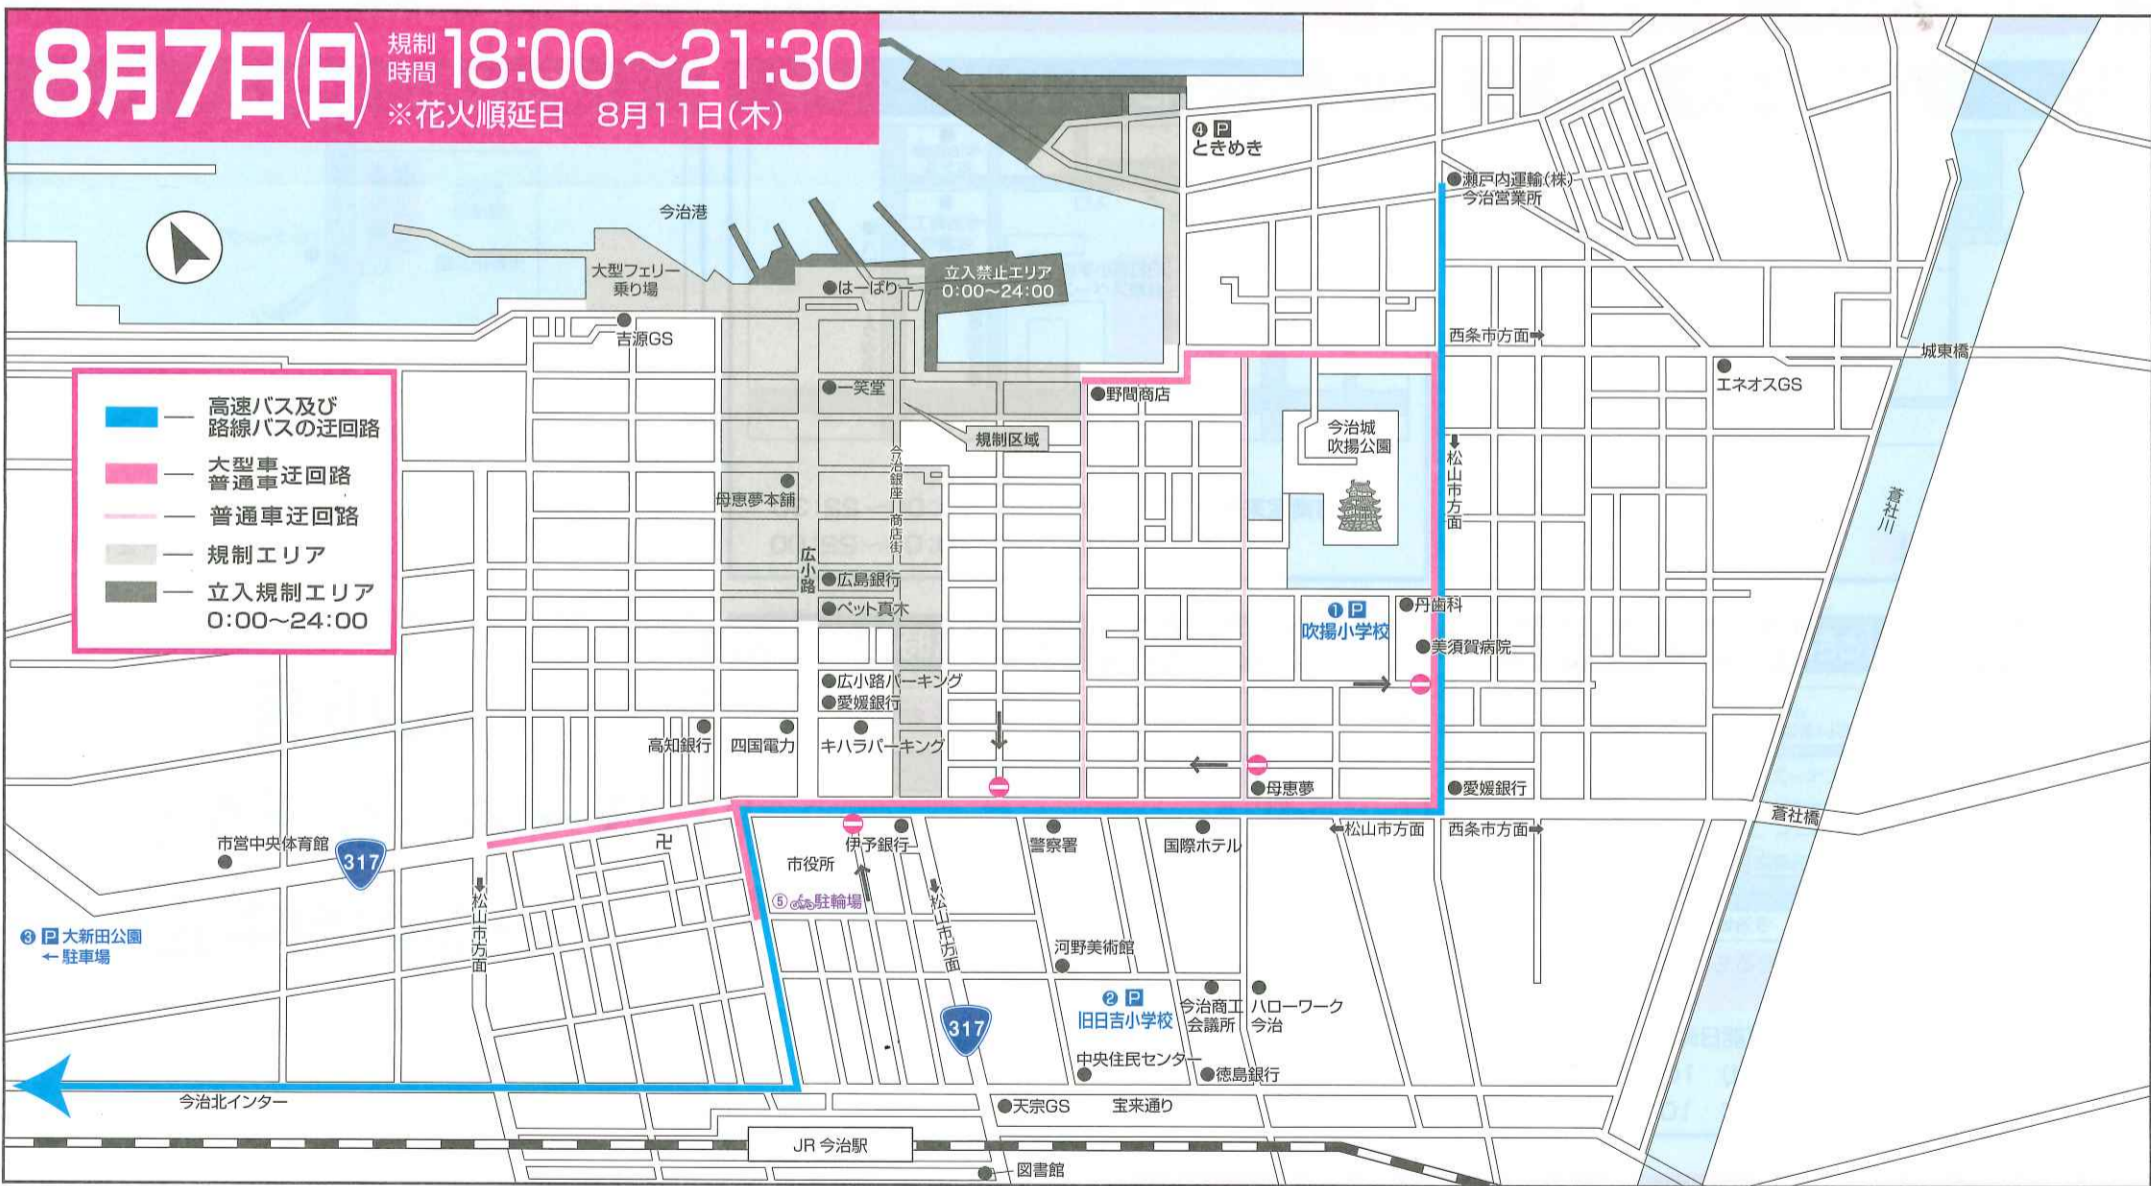 8月7日(日)
規制時間 18:00～21:30
※花火順延日 8月11日(木)
④ P
ときめき
瀬戸内運輸(株)
今治営業所
今治港
大型フェリー
乗り場
はーばりー
立入禁止エリア
0:00～24:00
吉源GS
西条市方面➡
城東橋
エネオスGS
高速バス及び
路線バスの迂回路
大型車
普通車
迂回路
普通車迂回路
規制エリア
立入規制エリア
0:00～24:00
一笑堂
野間商店
規制区域
今治城
吹揚公園
➡松山市方面
今治銀座 商店街
母恵夢本舗
広小路
蒼社川
広島銀行
ペット真木
❶ P
吹揚小学校
丹歯科
美須賀病院
広小路パーキング
愛媛銀行
高知銀行
四国電力
キハラパーキング
母恵夢
愛媛銀行
蒼社橋
⬅松山市方面
西条市方面➡
市営中央体育館
317
卍
市役所
伊予銀行
警察署
国際ホテル
⑤駐輪場
松山市方面
松山市方面
❸ P 大新田公園
←駐車場
河野美術館
❷ P
旧日吉小学校
今治商工
会議所
ハローワーク
今治
317
中央住民センター
徳島銀行
今治北インター
天宗GS
宝来通り
JR 今治駅
図書館